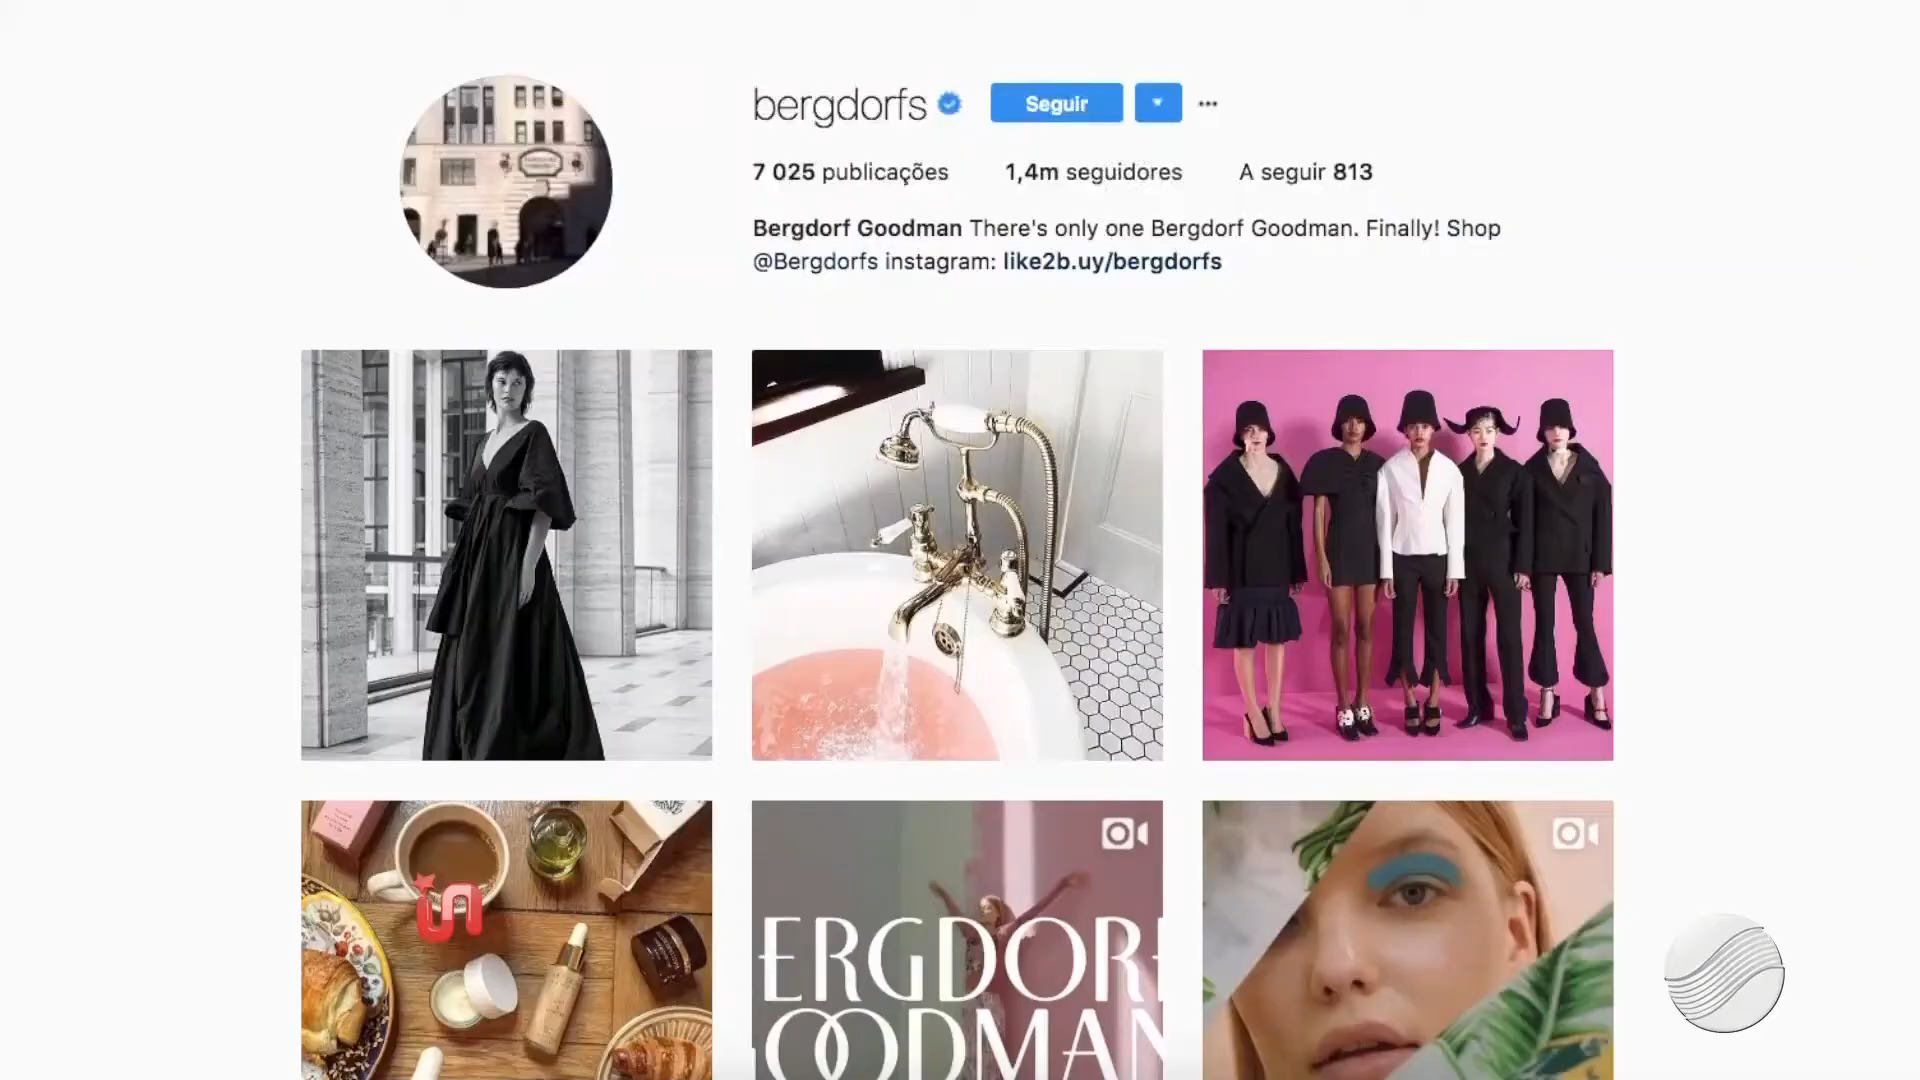 bergdorfs
Seguir
7 025 publicações
1,4m seguidores
A seguir 813
Bergdorf Goodman There's only one Bergdorf Goodman. Finally! Shop
@Bergdorfs instagram: like2b.uy/bergdorfs
ERGDORF
OODMAN